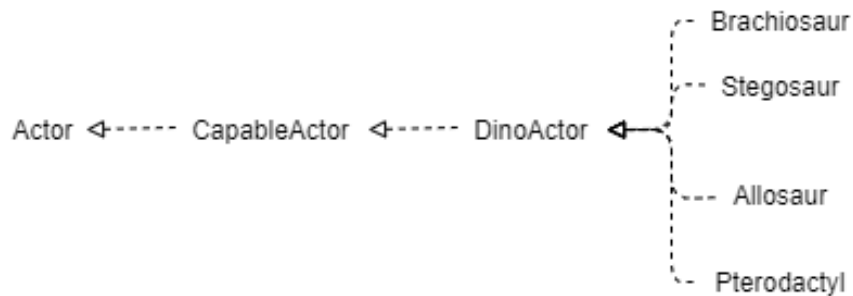 Brachiosaur
Stegosaur
Actor CapableActor DinoActor
Allosaur
Pterodactyl